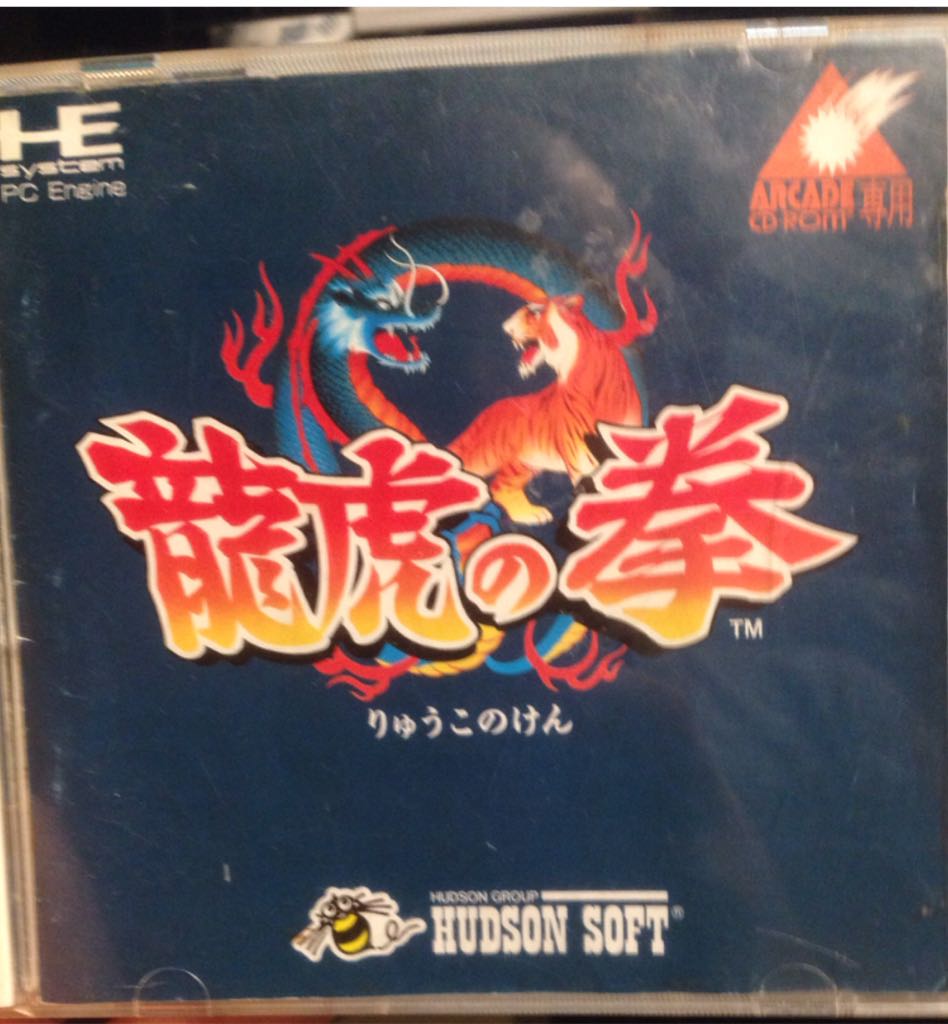 HE
system
PC Engine
ARCADE
CD-ROM 専用
龍虎の拳
TM
りゅうこのけん
HUDSON GROUP
HUDSON SOFT®